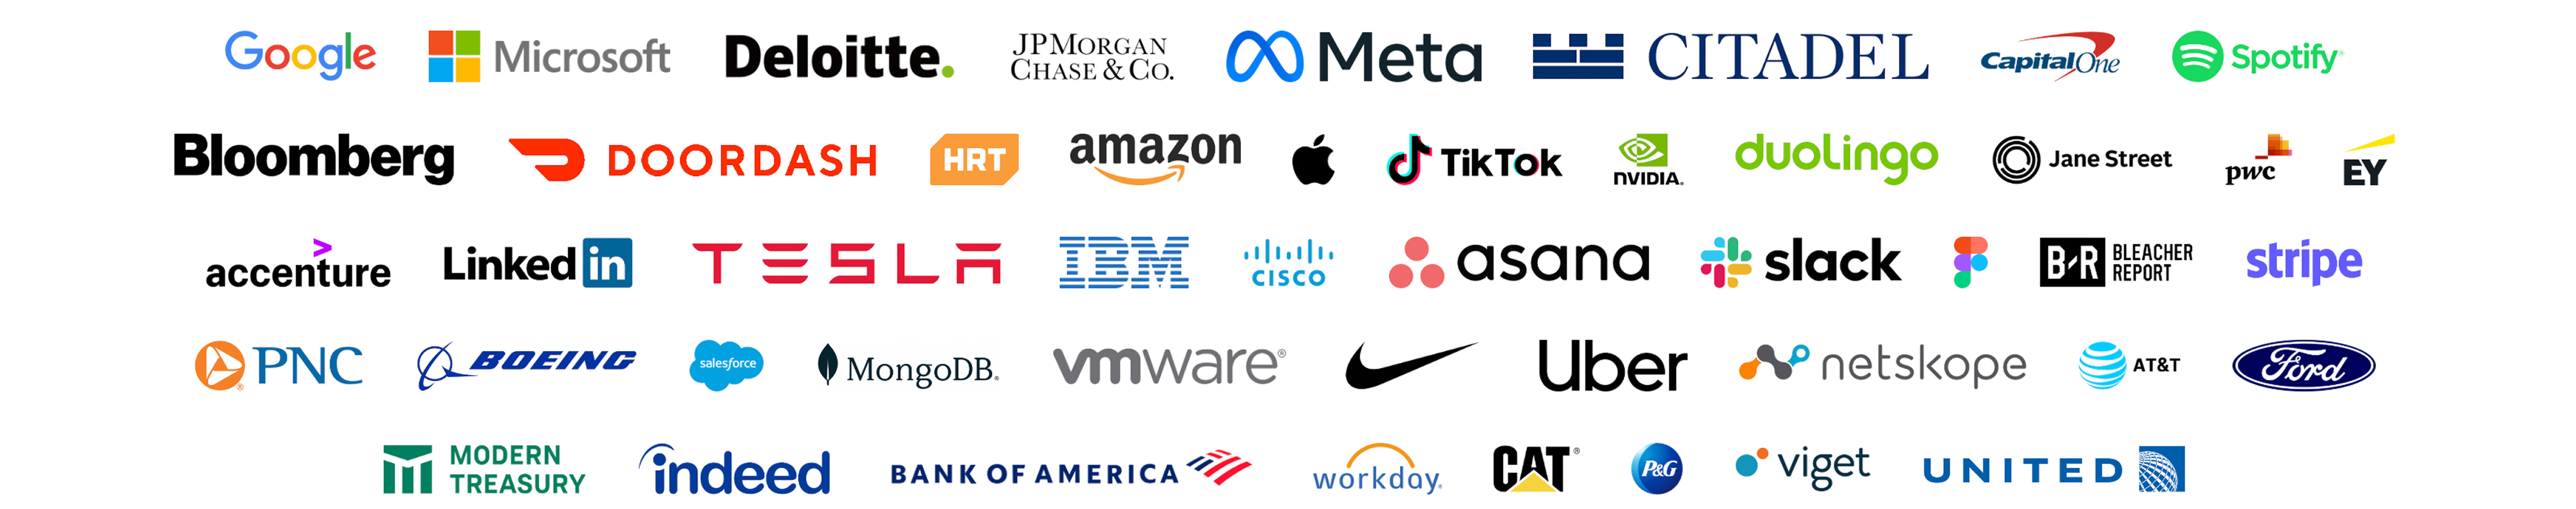 Google Microsoft Deloitte. JPMORGAN CHASE & CO. Meta CITADEL Capital One Spotify®
Bloomberg DOORDASH HRT amazon TikTok NVIDIA. duolingo Jane Street pwc EY
accenture LinkedIn TESLA IBM CISCO asana slack B/R BLEACHER REPORT stripe
PNC® BOEING salesforce MongoDB® vmware® Uber netskope AT&T Ford
MODERN TREASURY indeed BANK OF AMERICA workday® CAT® P&G viget UNITED